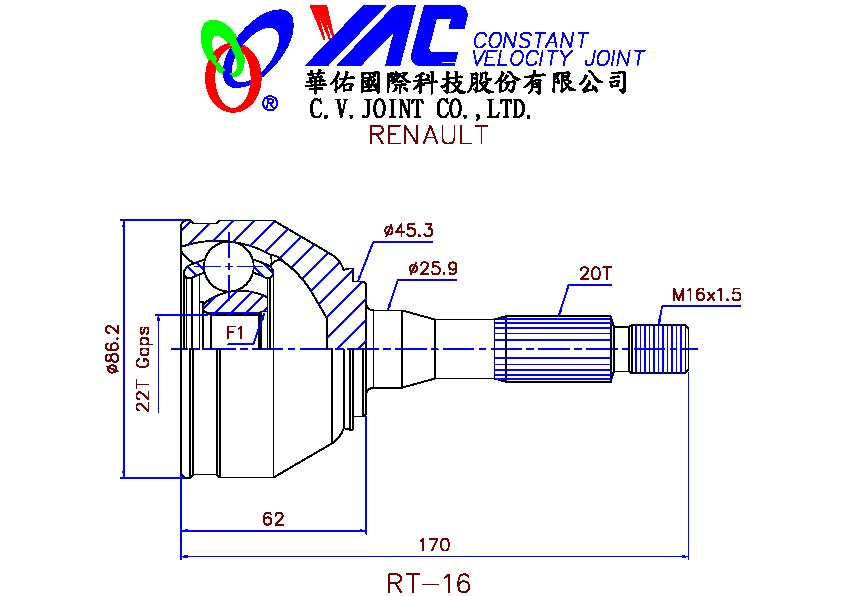 YAC CONSTANT
VELOCITY JOINT
®
華佑國際科技股份有限公司
C.V.JOINT CO.,LTD.
RENAULT
ø45.3
ø25.9
20T
M16x1.5
F1
ø86.2
22T Gaps
62
170
RT-16